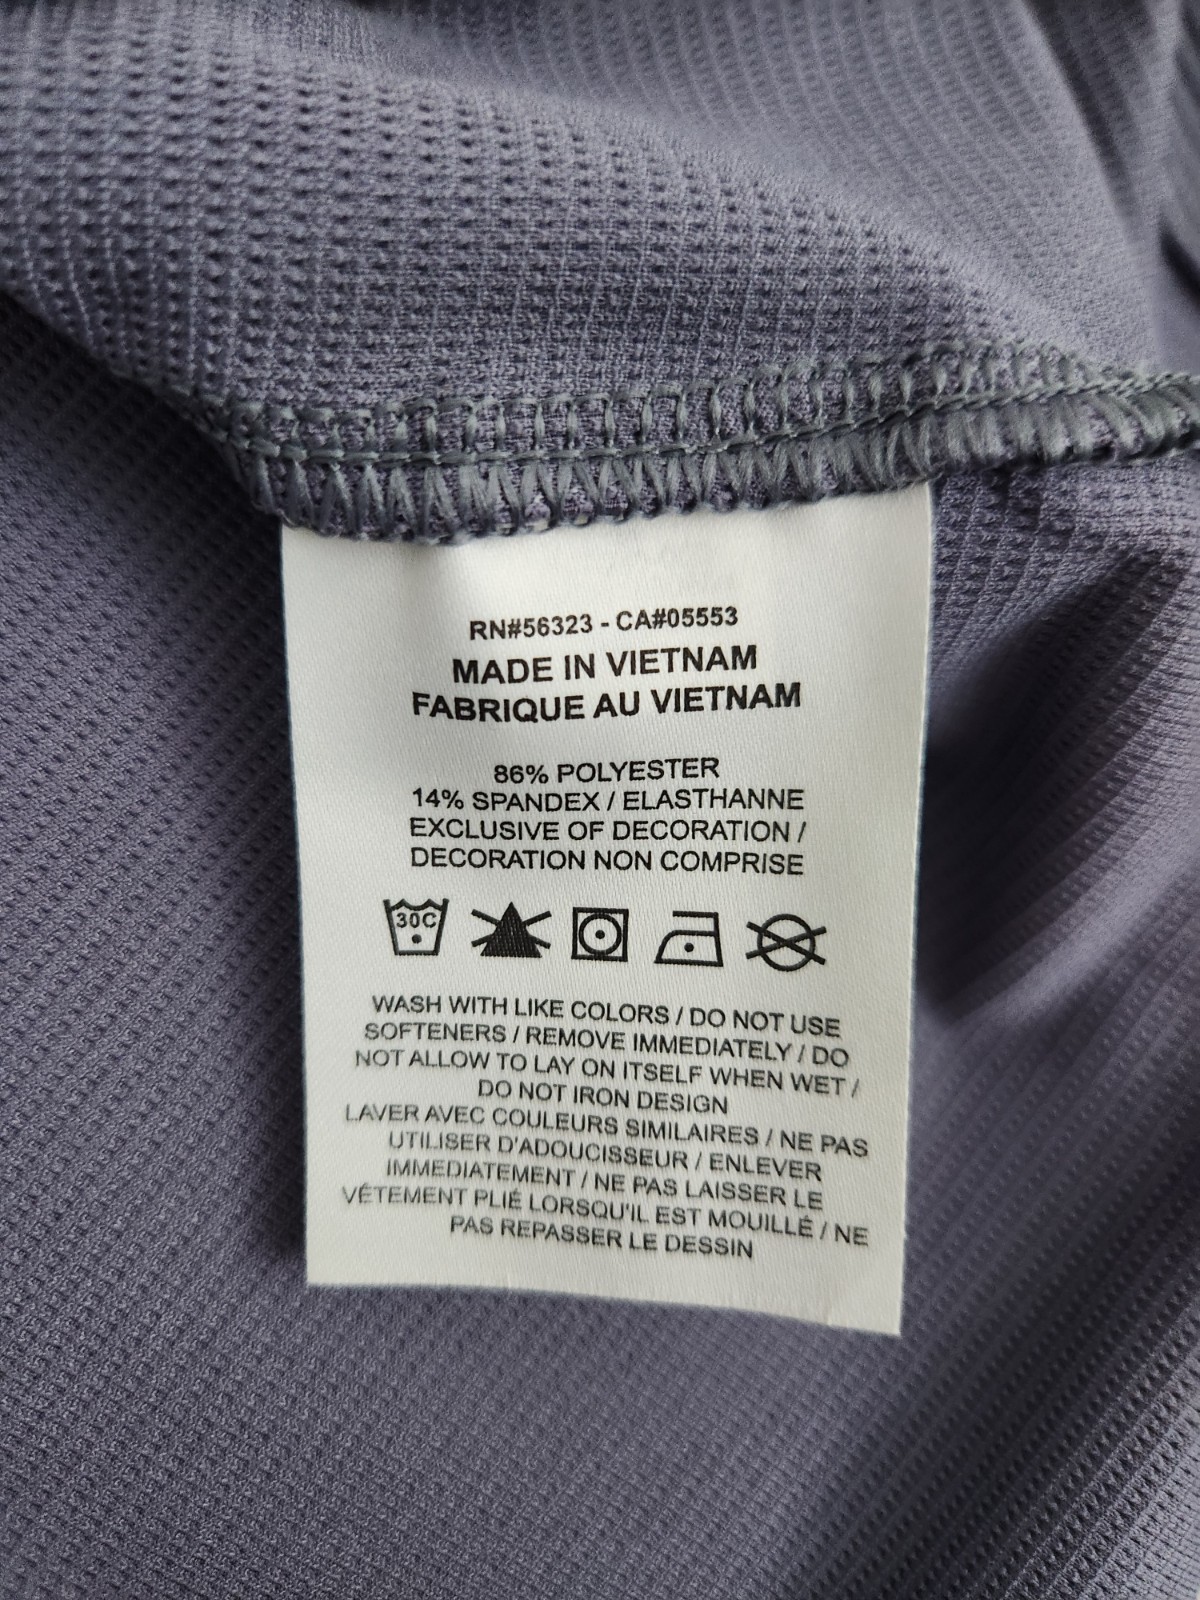 RN#56323 - CA#05553
MADE IN VIETNAM
FABRIQUE AU VIETNAM
86% POLYESTER
14% SPANDEX / ELASTHANNE
EXCLUSIVE OF DECORATION /
DECORATION NON COMPRISE
30C
WASH WITH LIKE COLORS / DO NOT USE
SOFTENERS / REMOVE IMMEDIATELY / DO
NOT ALLOW TO LAY ON ITSELF WHEN WET /
DO NOT IRON DESIGN
LAVER AVEC COULEURS SIMILAIRES / NE PAS
UTILISER D'ADOUCISSEUR / ENLEVER
IMMEDIATEMENT / NE PAS LAISSER LE
VÊTEMENT PLIÉ LORSQU'IL EST MOUILLÉ / NE
PAS REPASSER LE DESSIN